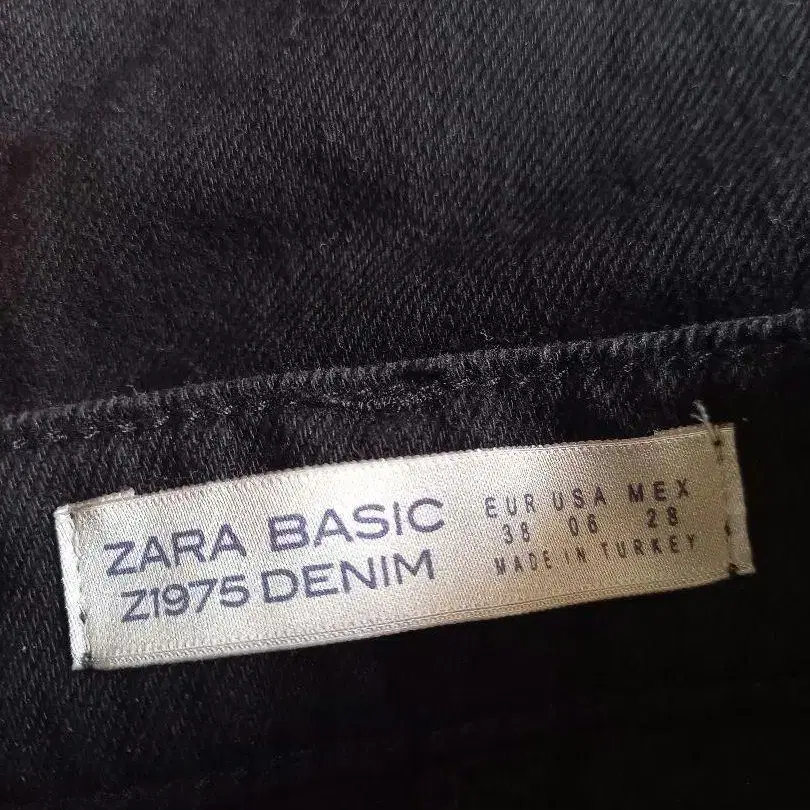 ZARA BASIC
Z1975 DENIM
EUR USA MEX
38 06 28
MADE IN TURKEY